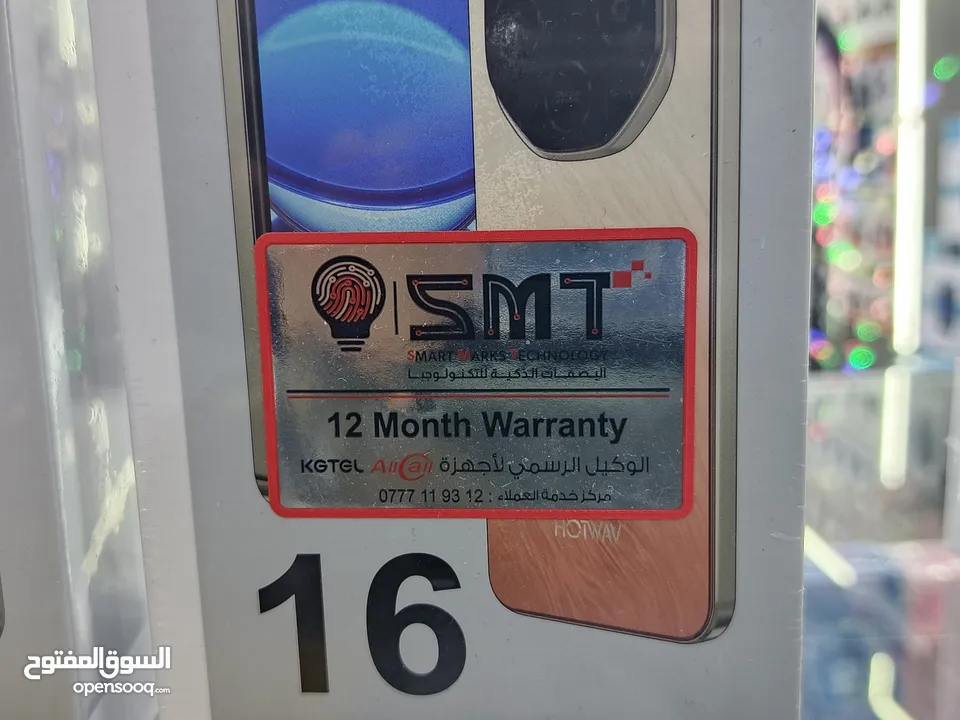 SMT
SMART MARKS TECHNOLOGY
البصمات الذكية للتكنولوجيا
12 Month Warranty
الوكيل الرسمي لأجهزة AllCall KGTEL
مركز خدمة العملاء : 0777 11 93 12
HOTWAV
16
السوق المفتوح
opensooq.com